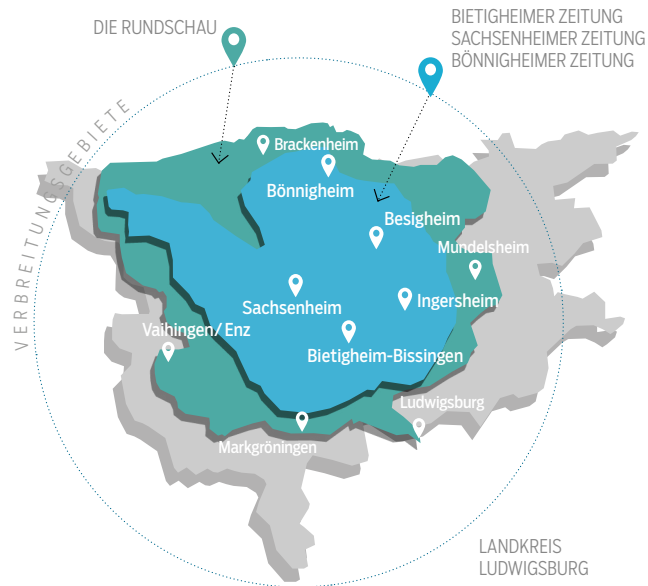 DIE RUNDSCHAU
BIETIGHEIMER ZEITUNG
SACHSENHEIMER ZEITUNG
BÖNNIGHEIMER ZEITUNG
VERBREITUNGSGEBIETE
Brackenheim
Bönnigheim
Besigheim
Mundelsheim
Sachsenheim
Ingersheim
Vaihingen/Enz
Bietigheim-Bissingen
Ludwigsburg
Markgröningen
LANDKREIS
LUDWIGSBURG